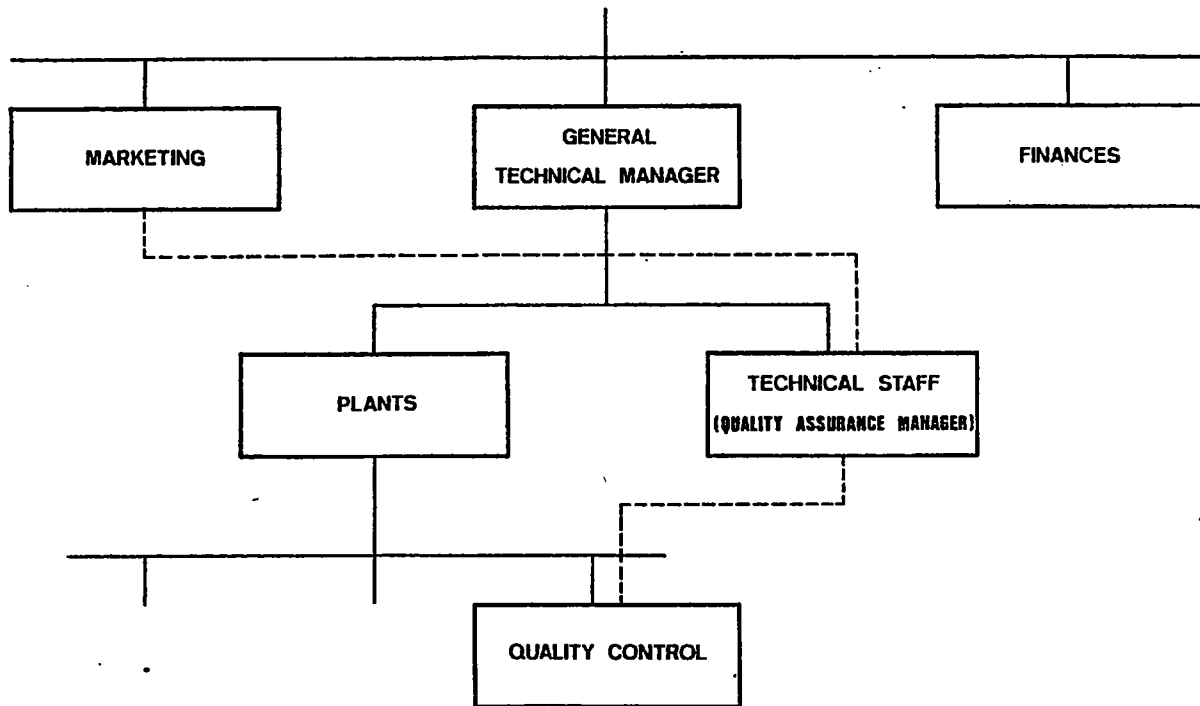 MARKETING
GENERAL
TECHNICAL MANAGER
FINANCES
PLANTS
TECHNICAL STAFF
(QUALITY ASSURANCE MANAGER)
QUALITY CONTROL